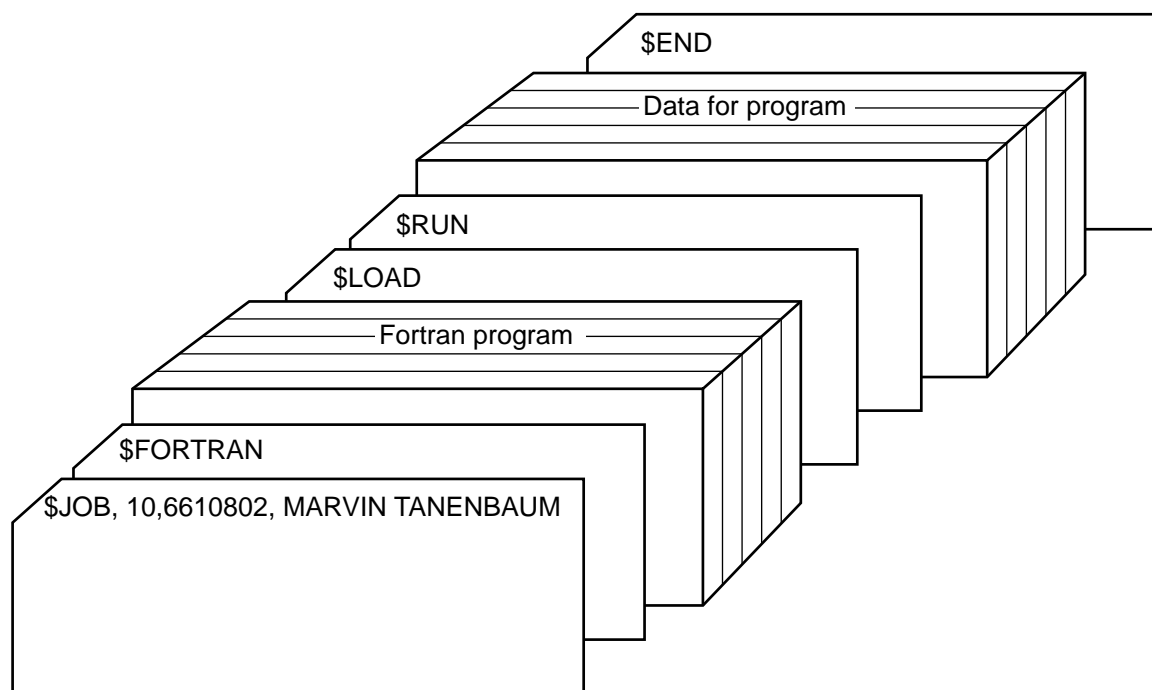 $END
Data for program
$RUN
$LOAD
Fortran program
$FORTRAN
$JOB, 10,6610802, MARVIN TANENBAUM